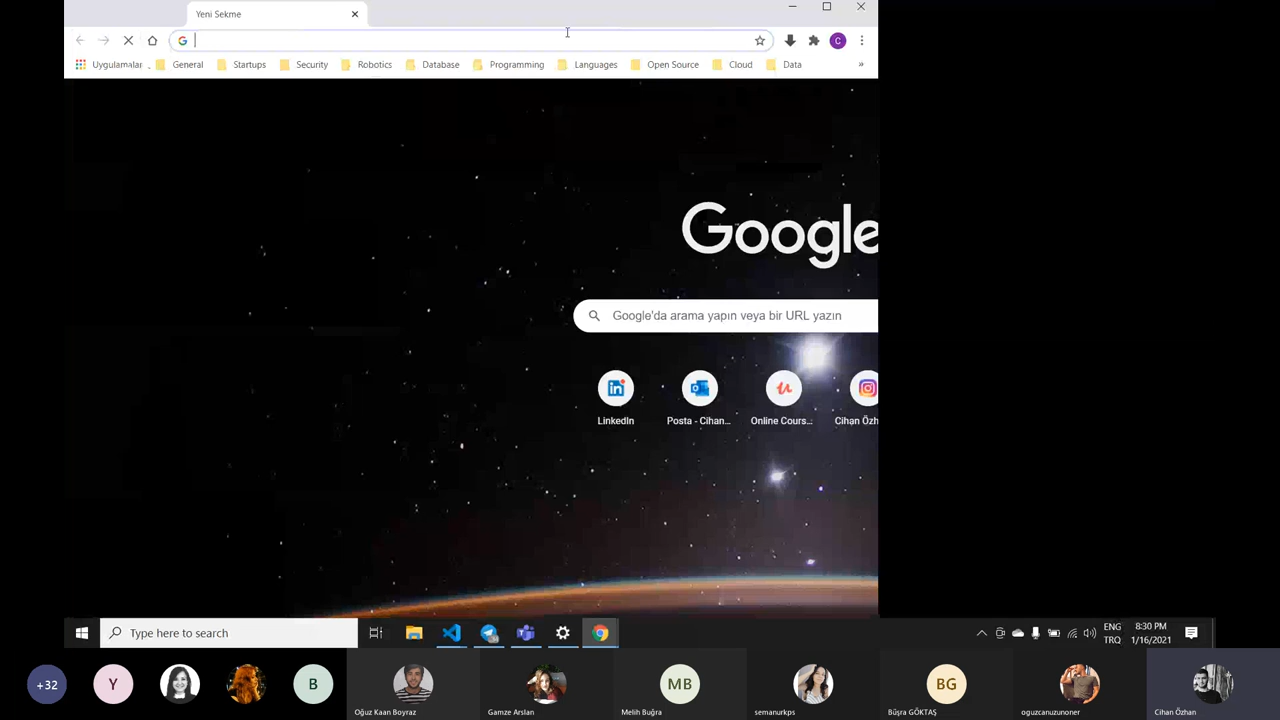 Yeni Sekme
Uygulamalar
General
Startups
Security
Robotics
Database
Programming
Languages
Open Source
Cloud
Data
»
Google
Google'da arama yapın veya bir URL yazın
LinkedIn
Posta - Cihan...
Online Cours...
Cihan Özh
Type here to search
ENG
TRQ
8:30 PM
1/16/2021
+32
Y
B
Oğuz Kaan Boyraz
Gamze Arslan
MB
Melih Buğra
semanurkps
BG
Büşra GÖKTAŞ
oguzcanuzunoner
Cihan Özhan
C